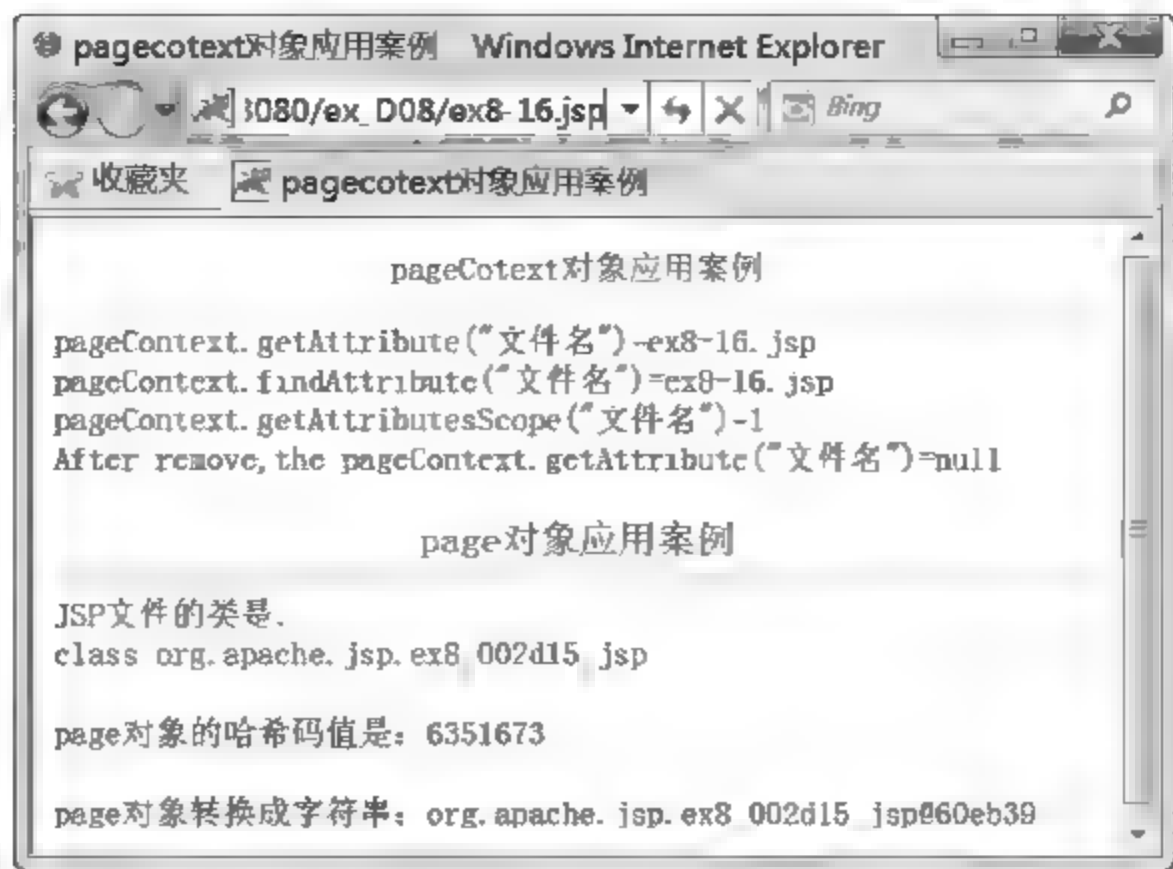 pagecotext对象应用案例 Windows Internet Explorer
3080/ex_D08/ex8-16.jsp Bing
收藏夹 pagecotext对象应用案例
pageCotext对象应用案例
pageContext.getAttribute("文件名")=ex8-16.jsp
pageContext.findAttribute("文件名")=ex8-16.jsp
pageContext.getAttributesScope("文件名")=1
After remove,the pageContext.getAttribute("文件名")=null
page对象应用案例
JSP文件的类是:
class org.apache.jsp.ex8_002d15_jsp
page对象的哈希码值是：6351673
page对象转换成字符串：org.apache.jsp.ex8_002d15_jsp@60eb39